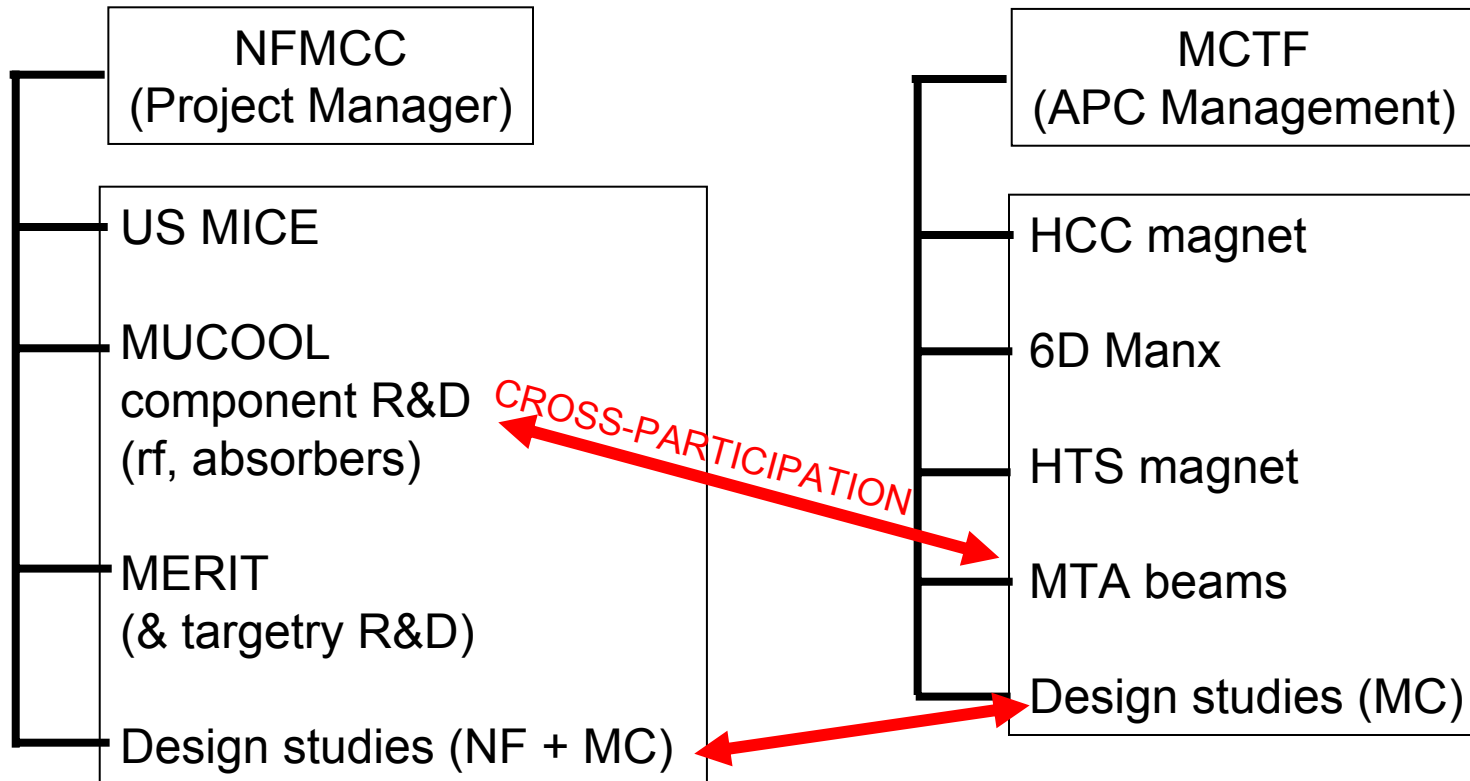 NFMCC
(Project Manager)
US MICE
MUCOOL
component R&D
(rf, absorbers)
MERIT
(& targetry R&D)
Design studies (NF + MC)
CROSS-PARTICIPATION
MCTF
(APC Management)
HCC magnet
6D Manx
HTS magnet
MTA beams
Design studies (MC)